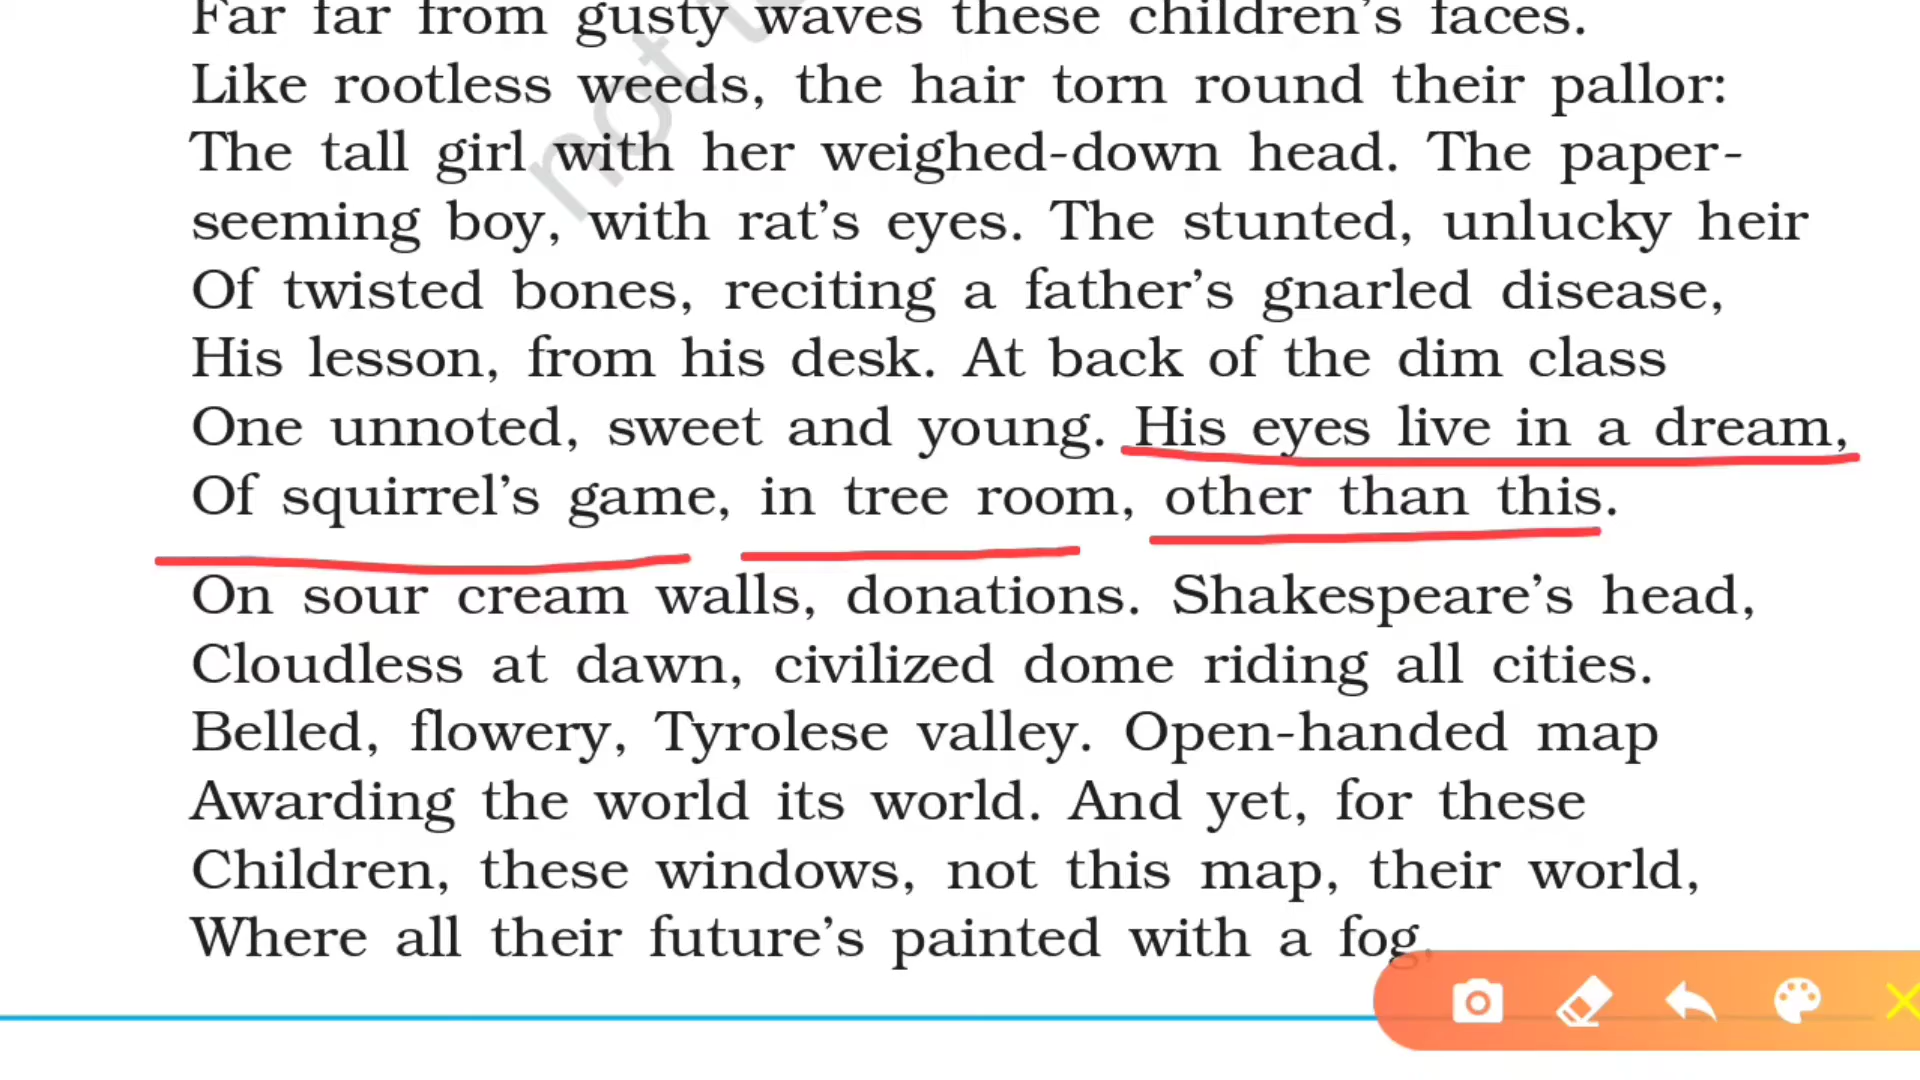 Far far from gusty waves these children’s faces.
Like rootless weeds, the hair torn round their pallor:
The tall girl with her weighed-down head. The paper-
seeming boy, with rat’s eyes. The stunted, unlucky heir
Of twisted bones, reciting a father’s gnarled disease,
His lesson, from his desk. At back of the dim class
One unnoted, sweet and young. His eyes live in a dream,
Of squirrel’s game, in tree room, other than this.
On sour cream walls, donations. Shakespeare’s head,
Cloudless at dawn, civilized dome riding all cities.
Belled, flowery, Tyrolese valley. Open-handed map
Awarding the world its world. And yet, for these
Children, these windows, not this map, their world,
Where all their future’s painted with a fog,
not